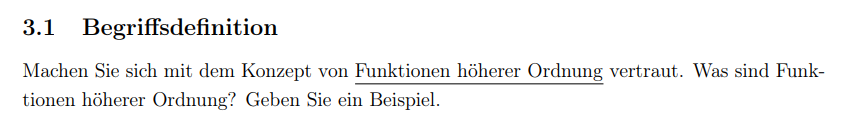 3.1 Begriffsdefinition
Machen Sie sich mit dem Konzept von Funktionen höherer Ordnung vertraut. Was sind Funk-
tionen höherer Ordnung? Geben Sie ein Beispiel.